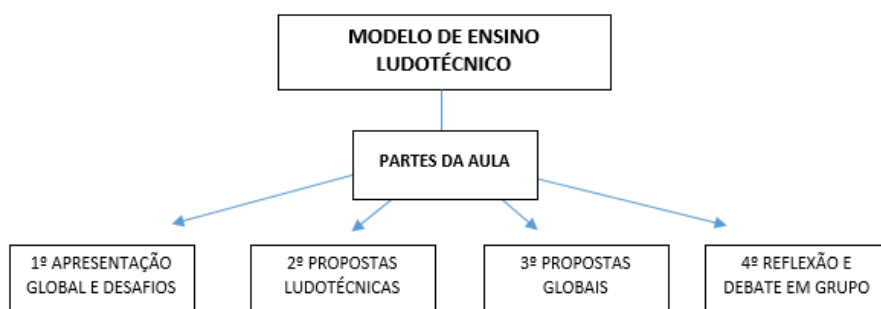 MODELO DE ENSINO
LUDOTÉCNICO
PARTES DA AULA
1º APRESENTAÇÃO
GLOBAL E DESAFIOS
2º PROPOSTAS
LUDOTÉCNICAS
3º PROPOSTAS
GLOBAIS
4º REFLEXÃO E
DEBATE EM GRUPO